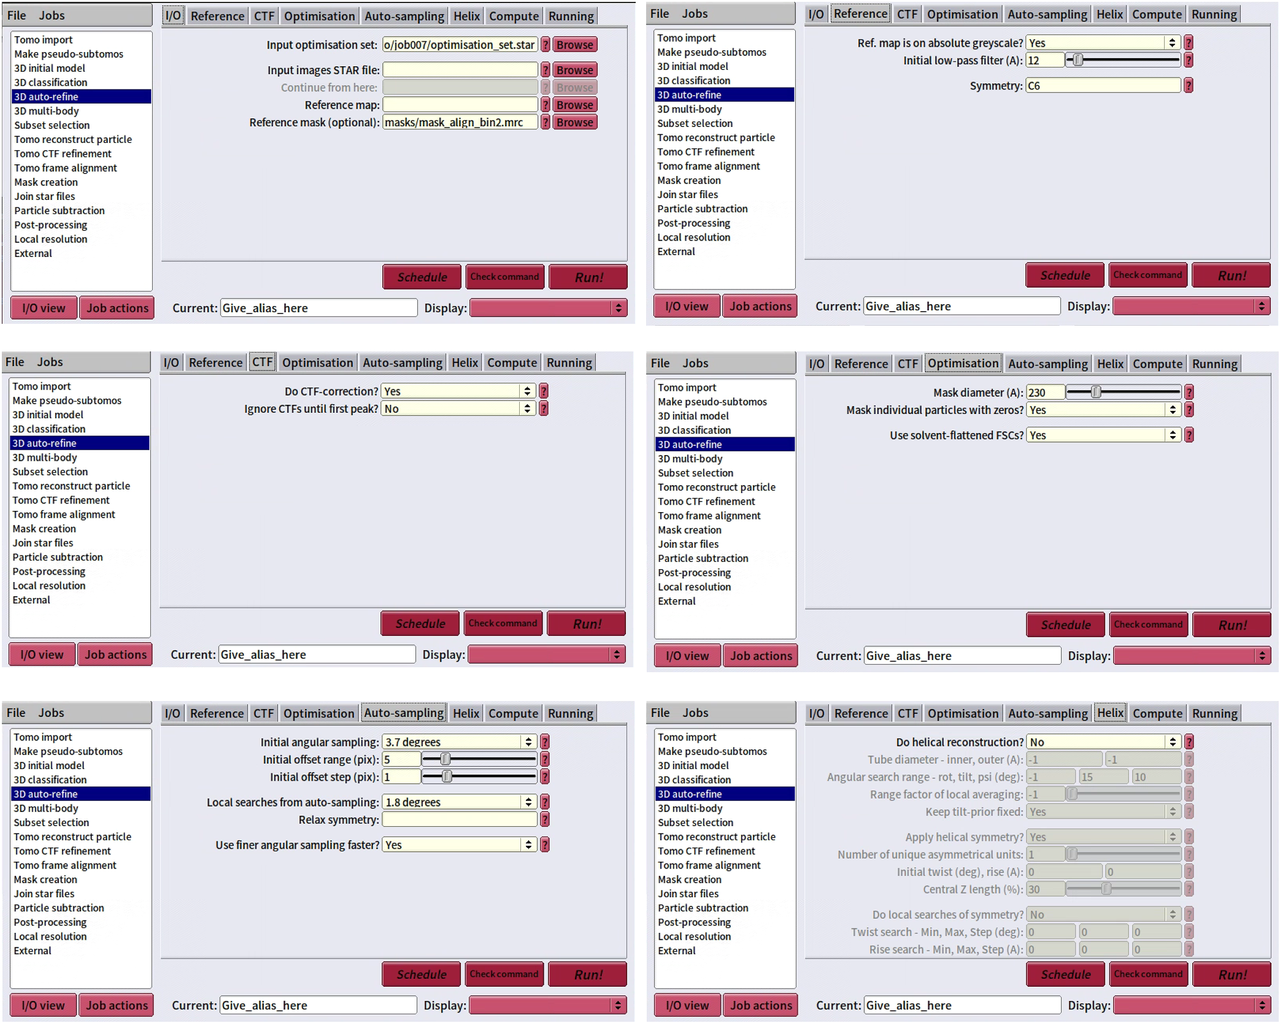 File Jobs
Tomo import
Make pseudo-subtomos
3D initial model
3D classification
3D auto-refine
3D multi-body
Subset selection
Tomo reconstruct particle
Tomo CTF refinement
Tomo frame alignment
Mask creation
Join star files
Particle subtraction
Post-processing
Local resolution
External
I/O Reference CTF Optimisation Auto-sampling Helix Compute Running
Input optimisation set: o/job007/optimisation_set.star ? Browse
Input images STAR file: ? Browse
Continue from here: ? Browse
Reference map: ? Browse
Reference mask (optional): masks/mask_align_bin2.mrc ? Browse
Schedule Check command Run!
I/O view Job actions Current: Give_alias_here Display:
File Jobs
Tomo import
Make pseudo-subtomos
3D initial model
3D classification
3D auto-refine
3D multi-body
Subset selection
Tomo reconstruct particle
Tomo CTF refinement
Tomo frame alignment
Mask creation
Join star files
Particle subtraction
Post-processing
Local resolution
External
I/O Reference CTF Optimisation Auto-sampling Helix Compute Running
Ref. map is on absolute greyscale? Yes ?
Initial low-pass filter (A): 12 ?
Symmetry: C6 ?
Schedule Check command Run!
I/O view Job actions Current: Give_alias_here Display:
File Jobs
Tomo import
Make pseudo-subtomos
3D initial model
3D classification
3D auto-refine
3D multi-body
Subset selection
Tomo reconstruct particle
Tomo CTF refinement
Tomo frame alignment
Mask creation
Join star files
Particle subtraction
Post-processing
Local resolution
External
I/O Reference CTF Optimisation Auto-sampling Helix Compute Running
Do CTF-correction? Yes ?
Ignore CTFs until first peak? No ?
Schedule Check command Run!
I/O view Job actions Current: Give_alias_here Display:
File Jobs
Tomo import
Make pseudo-subtomos
3D initial model
3D classification
3D auto-refine
3D multi-body
Subset selection
Tomo reconstruct particle
Tomo CTF refinement
Tomo frame alignment
Mask creation
Join star files
Particle subtraction
Post-processing
Local resolution
External
I/O Reference CTF Optimisation Auto-sampling Helix Compute Running
Mask diameter (A): 230 ?
Mask individual particles with zeros? Yes ?
Use solvent-flattened FSCs? Yes ?
Schedule Check command Run!
I/O view Job actions Current: Give_alias_here Display:
File Jobs
Tomo import
Make pseudo-subtomos
3D initial model
3D classification
3D auto-refine
3D multi-body
Subset selection
Tomo reconstruct particle
Tomo CTF refinement
Tomo frame alignment
Mask creation
Join star files
Particle subtraction
Post-processing
Local resolution
External
I/O Reference CTF Optimisation Auto-sampling Helix Compute Running
Initial angular sampling: 3.7 degrees ?
Initial offset range (pix): 5 ?
Initial offset step (pix): 1 ?
Local searches from auto-sampling: 1.8 degrees ?
Relax symmetry: ?
Use finer angular sampling faster? Yes ?
Schedule Check command Run!
I/O view Job actions Current: Give_alias_here Display:
File Jobs
Tomo import
Make pseudo-subtomos
3D initial model
3D classification
3D auto-refine
3D multi-body
Subset selection
Tomo reconstruct particle
Tomo CTF refinement
Tomo frame alignment
Mask creation
Join star files
Particle subtraction
Post-processing
Local resolution
External
I/O Reference CTF Optimisation Auto-sampling Helix Compute Running
Do helical reconstruction? No ?
Tube diameter - inner, outer (A): -1 -1 ?
Angular search range - rot, tilt, psi (deg): -1 15 10 ?
Range factor of local averaging: -1 ?
Keep tilt-prior fixed: Yes ?
Apply helical symmetry? Yes ?
Number of unique asymmetrical units: 1 ?
Initial twist (deg), rise (A): 0 0 ?
Central Z length (%): 30 ?
Do local searches of symmetry? No ?
Twist search - Min, Max, Step (deg): 0 0 0 ?
Rise search - Min, Max, Step (A): 0 0 0 ?
Schedule Check command Run!
I/O view Job actions Current: Give_alias_here Display: